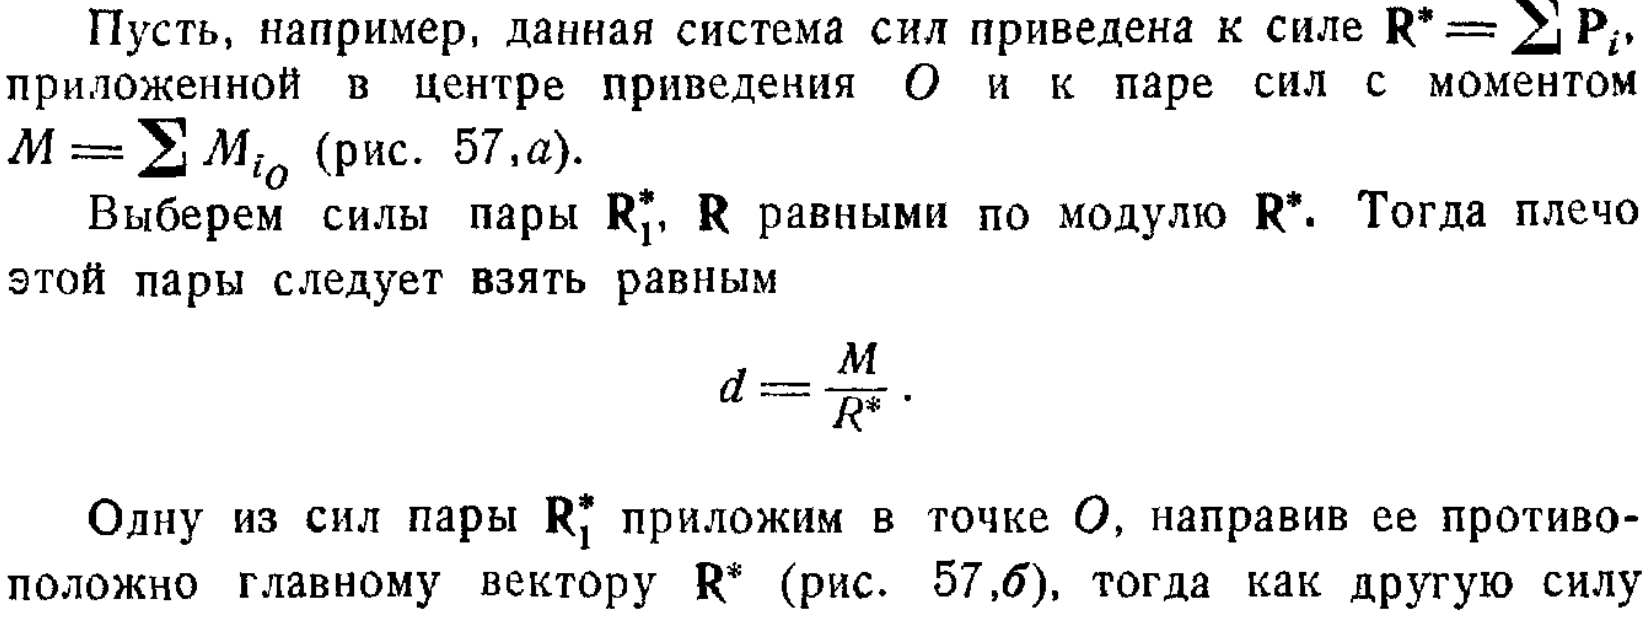 Пусть, например, данная система сил приведена к силе R* = ∑ Pᵢ,
приложенной в центре приведения O и к паре сил с моментом
M = ∑ M_{i_O} (рис. 57,а).
Выберем силы пары R₁*, R равными по модулю R*. Тогда плечо
этой пары следует взять равным
d = M / R* .
Одну из сил пары R₁* приложим в точке O, направив ее противо-
положно главному вектору R* (рис. 57,б), тогда как другую силу